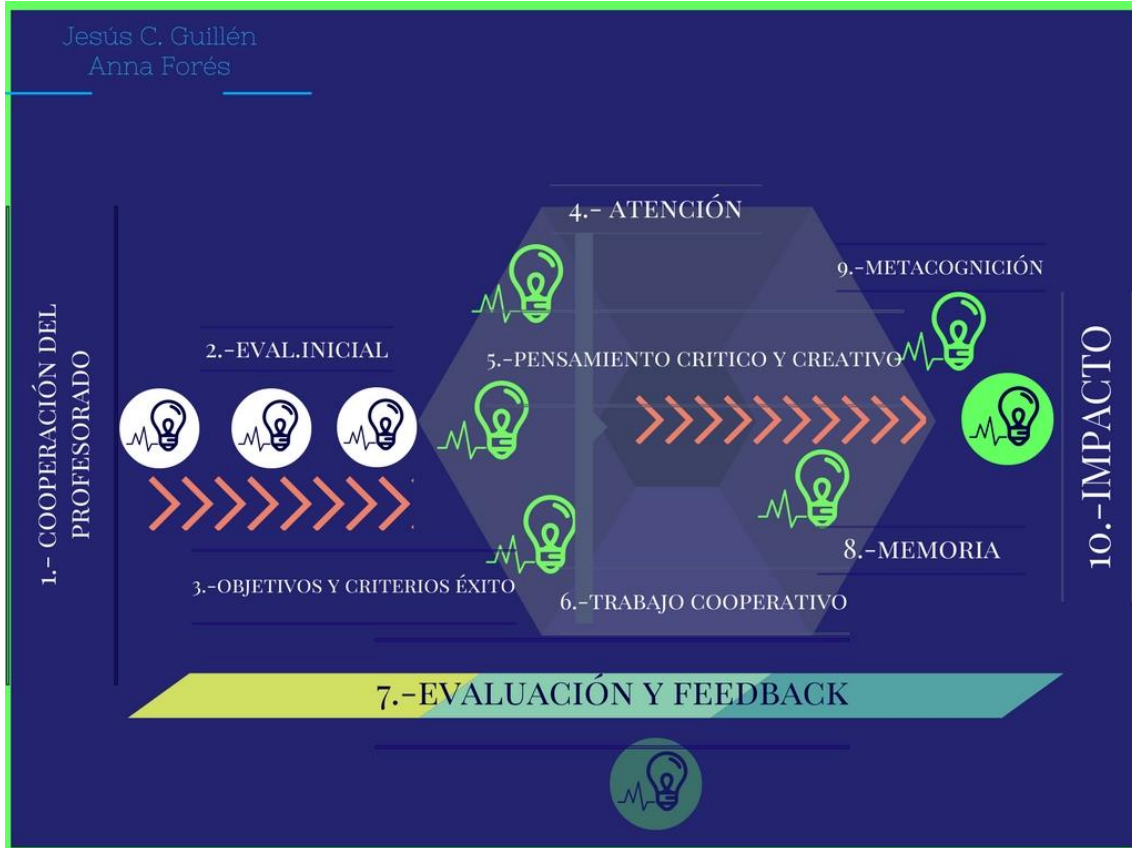 Jesús C. Guillén
Anna Forés
1.- COOPERACIÓN DEL
PROFESORADO
2.-EVAL.INICIAL
3.-OBJETIVOS Y CRITERIOS ÉXITO
4.- ATENCIÓN
5.-PENSAMIENTO CRITICO Y CREATIVO
6.-TRABAJO COOPERATIVO
7.-EVALUACIÓN Y FEEDBACK
8.-MEMORIA
9.-METACOGNICIÓN
10.-IMPACTO